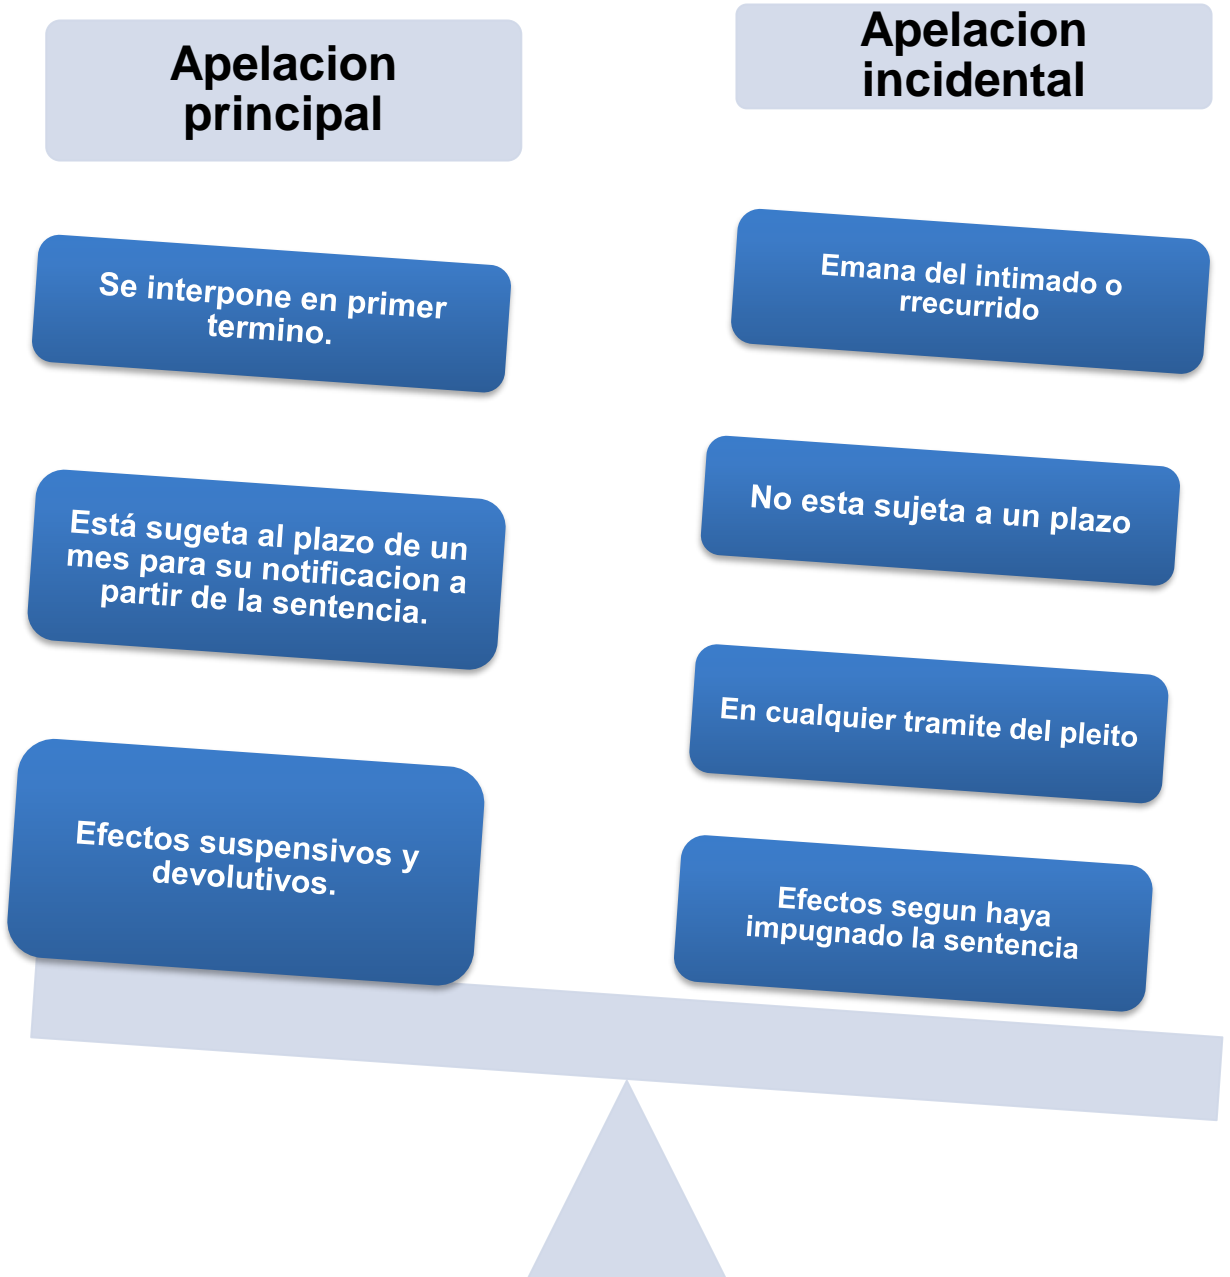 Apelacion
principal
Se interpone en primer
termino.
Está sugeta al plazo de un
mes para su notificacion a
partir de la sentencia.
Efectos suspensivos y
devolutivos.
Apelacion
incidental
Emana del intimado o
rrecurrido
No esta sujeta a un plazo
En cualquier tramite del pleito
Efectos segun haya
impugnado la sentencia